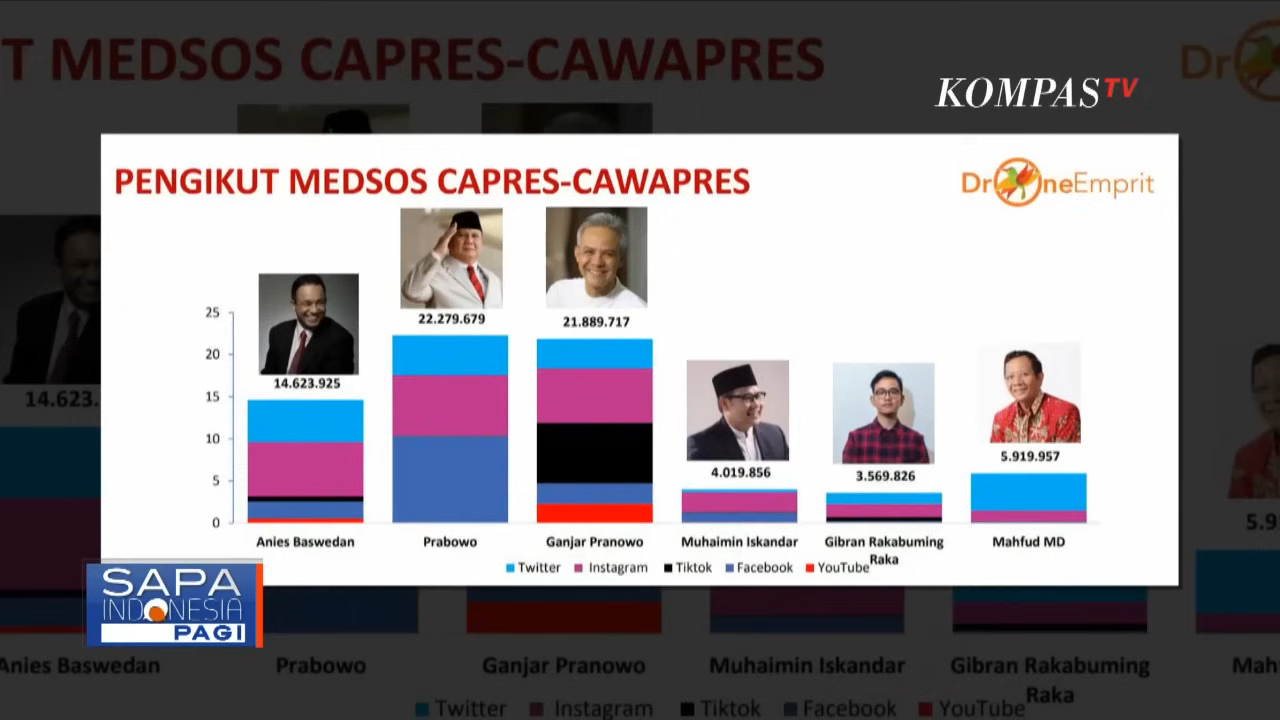 T MEDSOS CAPRES-CAWAPRES
Dr
KOMPAS TV
PENGIKUT MEDSOS CAPRES-CAWAPRES
DroneEmprit
22.279.679
21.889.717
14.623.925
4.019.856
3.569.826
5.919.957
25
20
15
10
5
0
Anies Baswedan
Prabowo
Ganjar Pranowo
Muhaimin Iskandar
Gibran Rakabuming
Raka
Mahfud MD
Twitter
Instagram
Tiktok
Facebook
YouTube
14.623.
5.9
SAPA
INDONESIA
PAGI
Anies Baswedan
Prabowo
Ganjar Pranowo
Muhaimin Iskandar
Gibran Rakabuming
Raka
Mah
Twitter
Instagram
Tiktok
Facebook
YouTube